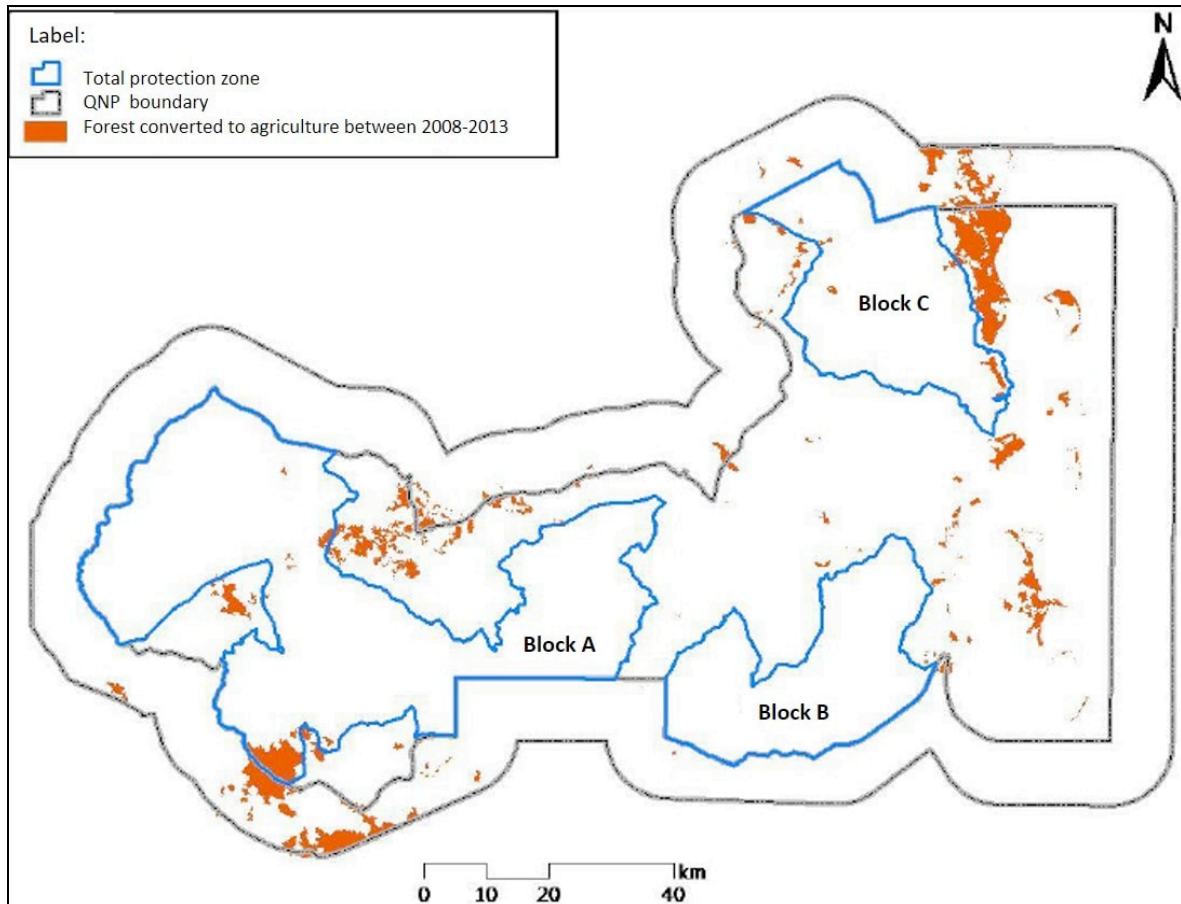 Label:
Total protection zone
QNP boundary
Forest converted to agriculture between 2008-2013
N
Block C
Block A
Block B
km
0 10 20 40